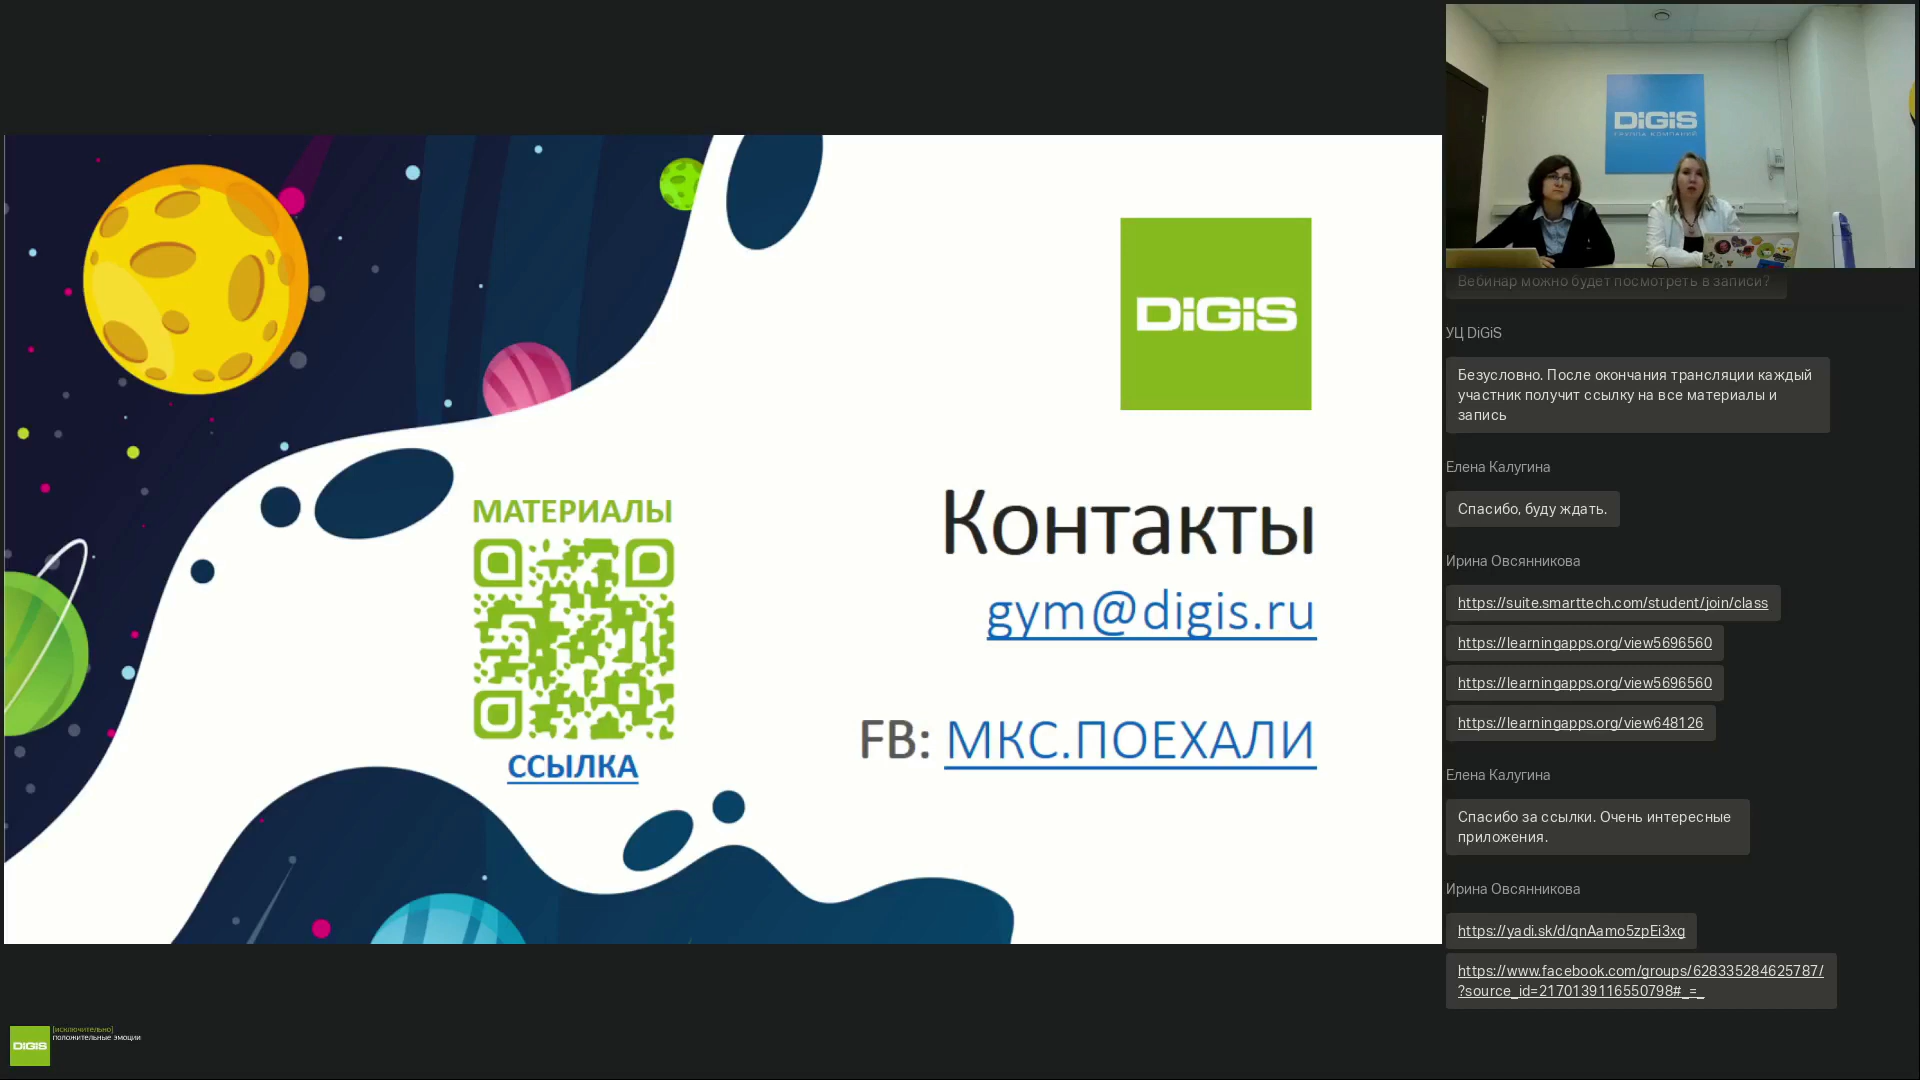 DiGiS
МАТЕРИАЛЫ
ССЫЛКА
Контакты
gym@digis.ru
FB: МКС.ПОЕХАЛИ
DiGiS
[исключительно]
положительные эмоции
DiGiS
ГРУППА КОМПАНИЙ
Вебинар можно будет посмотреть в записи?
УЦ DiGiS
Безусловно. После окончания трансляции каждый
участник получит ссылку на все материалы и
запись
Елена Калугина
Спасибо, буду ждать.
Ирина Овсянникова
https://suite.smarttech.com/student/join/class
https://learningapps.org/view5696560
https://learningapps.org/view5696560
https://learningapps.org/view648126
Елена Калугина
Спасибо за ссылки. Очень интересные
приложения.
Ирина Овсянникова
https://yadi.sk/d/qnAamo5zpEi3xg
https://www.facebook.com/groups/628335284625787/
?source_id=2170139116550798#_=_